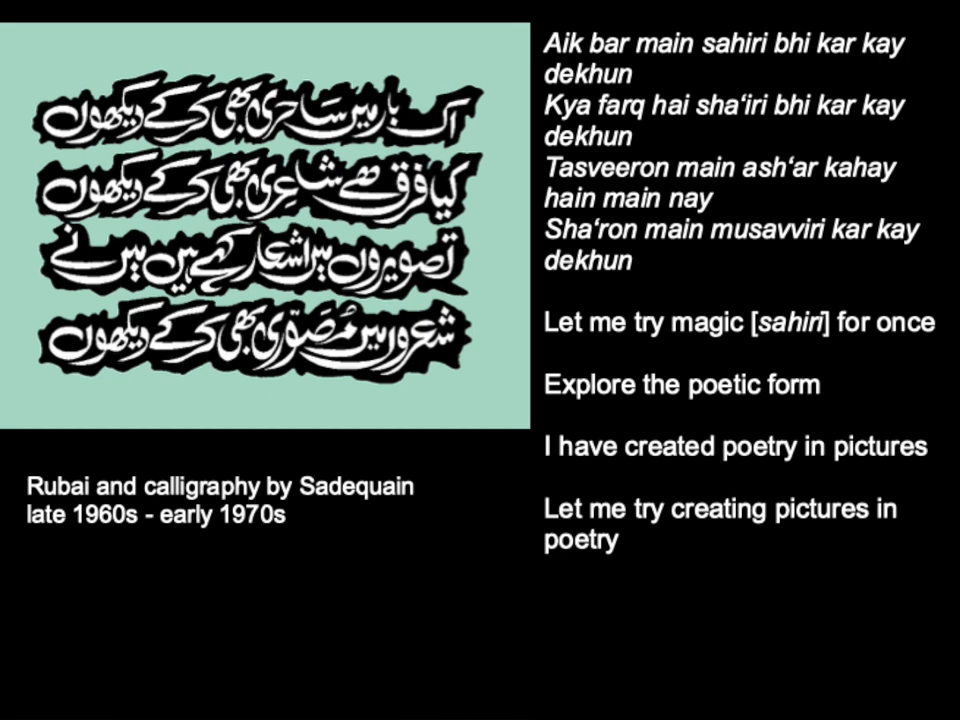 اک بار میں ساحری بھی کر کے دیکھوں
کیا فرق ہے شاعری بھی کر کے دیکھوں
تصویروں میں اشعار کہے ہیں میں نے
شعروں میں مُصَوّری بھی کر کے دیکھوں
Rubai and calligraphy by Sadequain
late 1960s - early 1970s
Aik bar main sahiri bhi kar kay
dekhun
Kya farq hai sha‘iri bhi kar kay
dekhun
Tasveeron main ash‘ar kahay
hain main nay
Sha‘ron main musavviri kar kay
dekhun
Let me try magic [sahiri] for once
Explore the poetic form
I have created poetry in pictures
Let me try creating pictures in
poetry